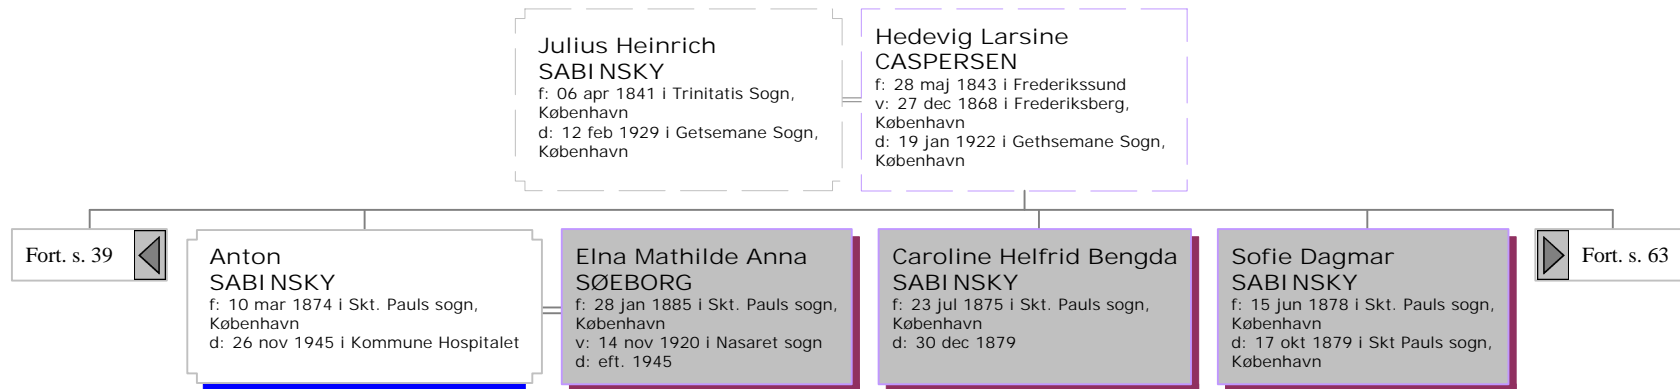 Julius Heinrich
SABINSKY
f: 06 apr 1841 i Trinitatis Sogn,
København
d: 12 feb 1929 i Getsemane Sogn,
København
Hedevig Larsine
CASPERSEN
f: 28 maj 1843 i Frederikssund
v: 27 dec 1868 i Frederiksberg,
København
d: 19 jan 1922 i Gethsemane Sogn,
København
Fort. s. 39
Anton
SABINSKY
f: 10 mar 1874 i Skt. Pauls sogn,
København
d: 26 nov 1945 i Kommune Hospitalet
Elna Mathilde Anna
SØEBORG
f: 28 jan 1885 i Skt. Pauls sogn,
København
v: 14 nov 1920 i Nasaret sogn
d: eft. 1945
Caroline Helfrid Bengda
SABINSKY
f: 23 jul 1875 i Skt. Pauls sogn,
København
d: 30 dec 1879
Sofie Dagmar
SABINSKY
f: 15 jun 1878 i Skt. Pauls sogn,
København
d: 17 okt 1879 i Skt Pauls sogn,
København
Fort. s. 63